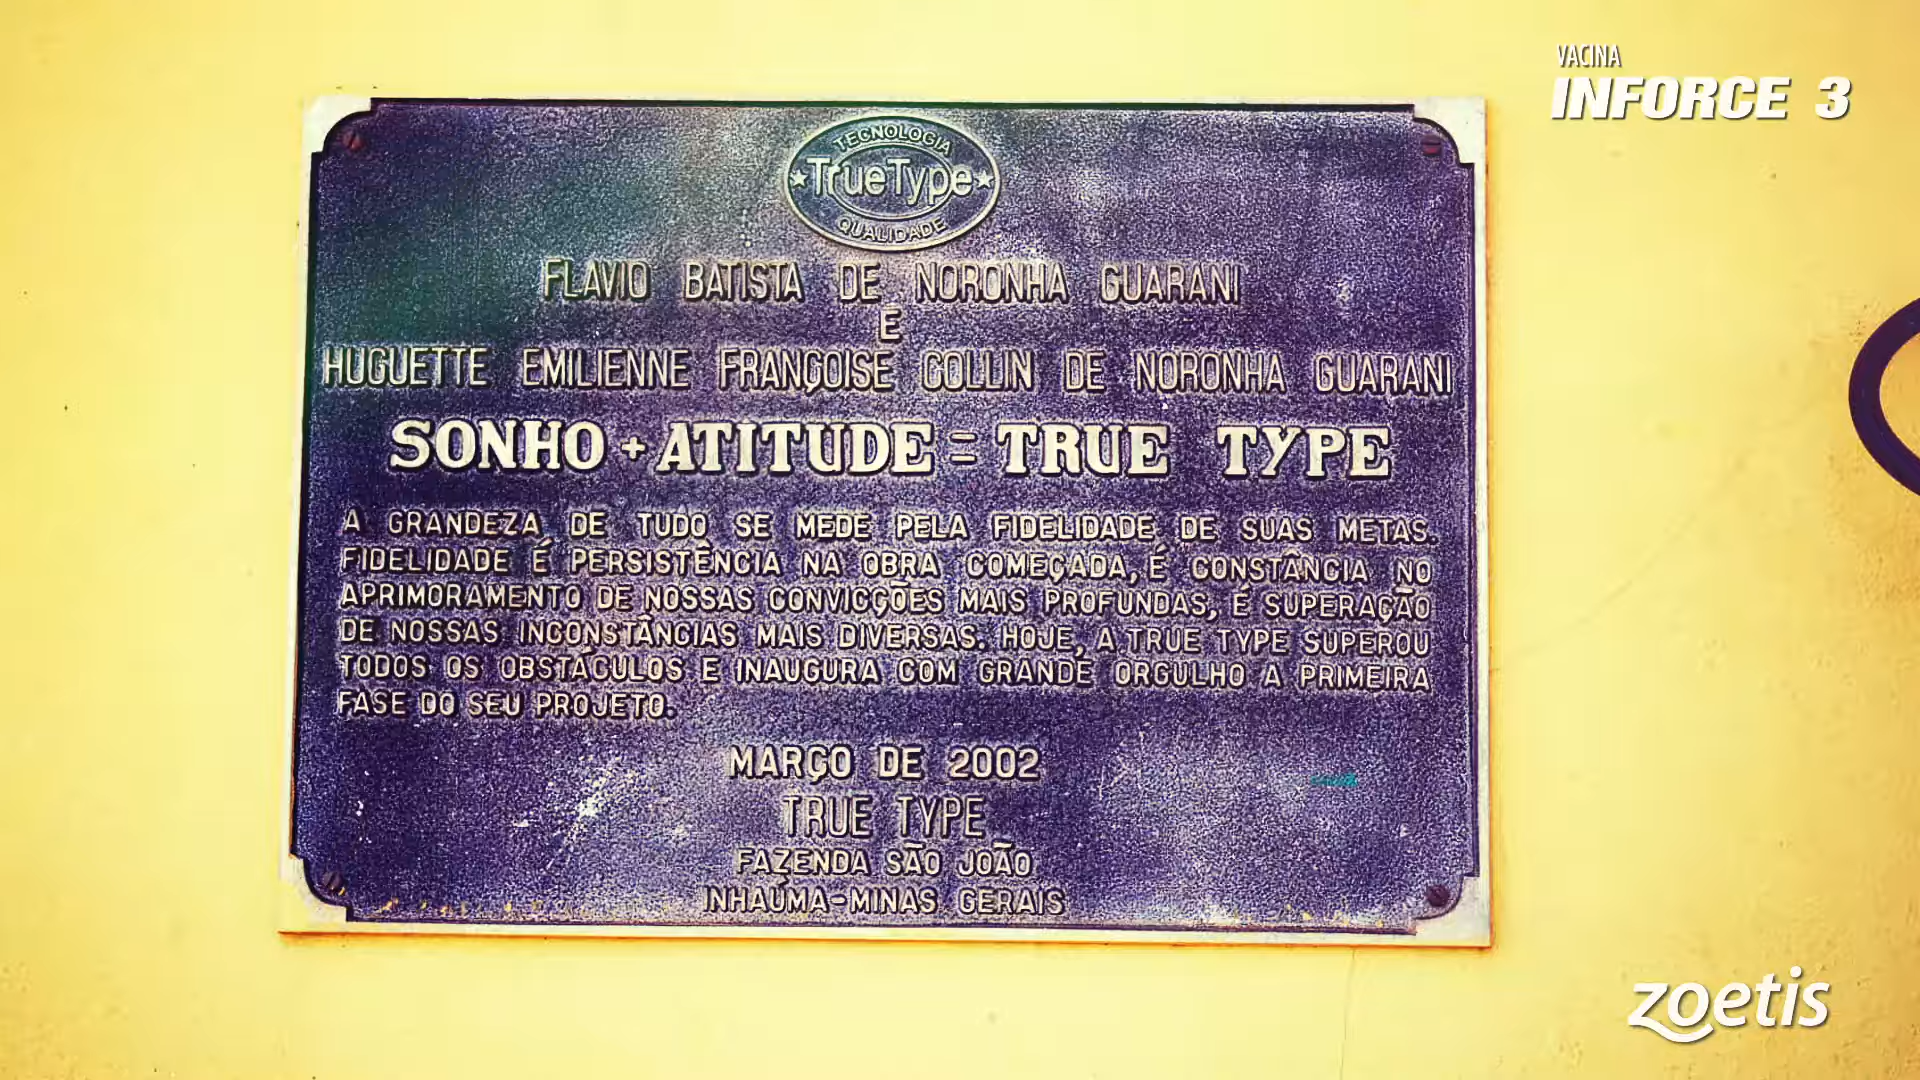 VACINA
INFORCE 3
TECNOLOGIA
TrueType
QUALIDADE
FLAVIO BATISTA DE NORONHA GUARANI
E
HUGUETTE EMILIENNE FRANÇOISE COLLIN DE NORONHA GUARANI
SONHO + ATITUDE = TRUE TYPE
A GRANDEZA DE TUDO SE MEDE PELA FIDELIDADE DE SUAS METAS.
FIDELIDADE É PERSISTÊNCIA NA OBRA COMEÇADA, É CONSTÂNCIA NO
APRIMORAMENTO DE NOSSAS CONVICÇÕES MAIS PROFUNDAS, É SUPERAÇÃO
DE NOSSAS INCONSTÂNCIAS MAIS DIVERSAS. HOJE, A TRUE TYPE SUPEROU
TODOS OS OBSTÁCULOS E INAUGURA COM GRANDE ORGULHO A PRIMEIRA
FASE DO SEU PROJETO.
MARÇO DE 2002
TRUE TYPE
FAZENDA SÃO JOÃO
INHAÚMA-MINAS GERAIS
zoetis